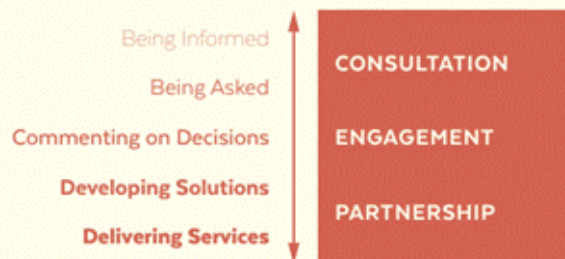 Being Informed
Being Asked
Commenting on Decisions
Developing Solutions
Delivering Services
CONSULTATION
ENGAGEMENT
PARTNERSHIP